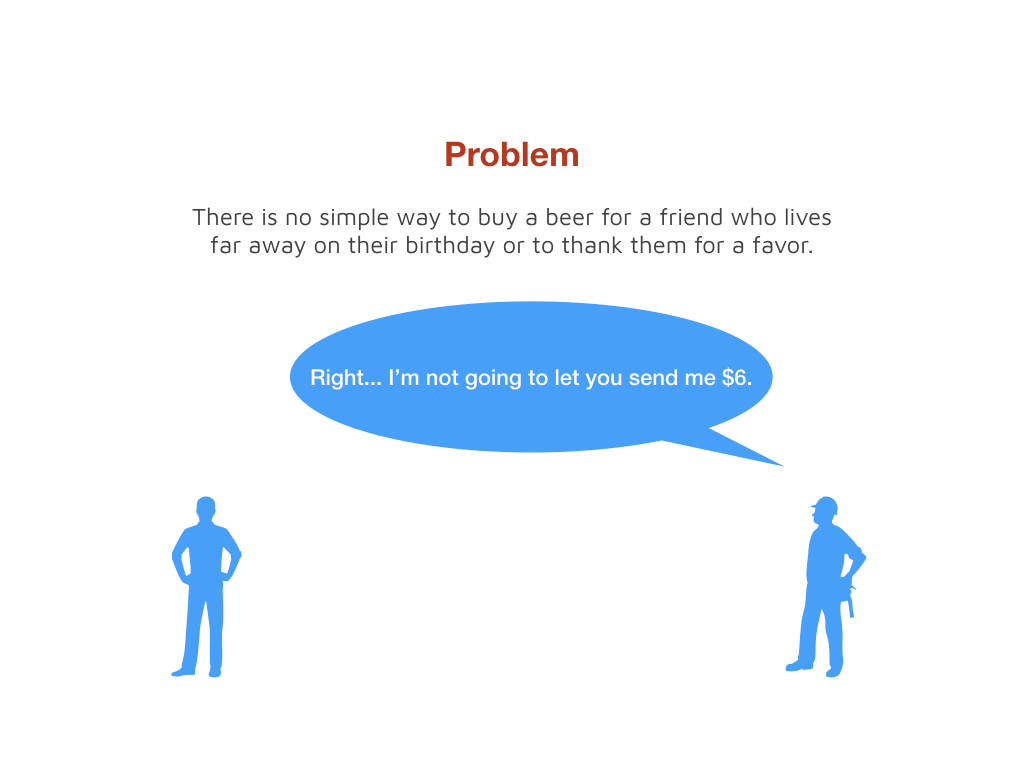 Problem
There is no simple way to buy a beer for a friend who lives
far away on their birthday or to thank them for a favor.
Right... I’m not going to let you send me $6.